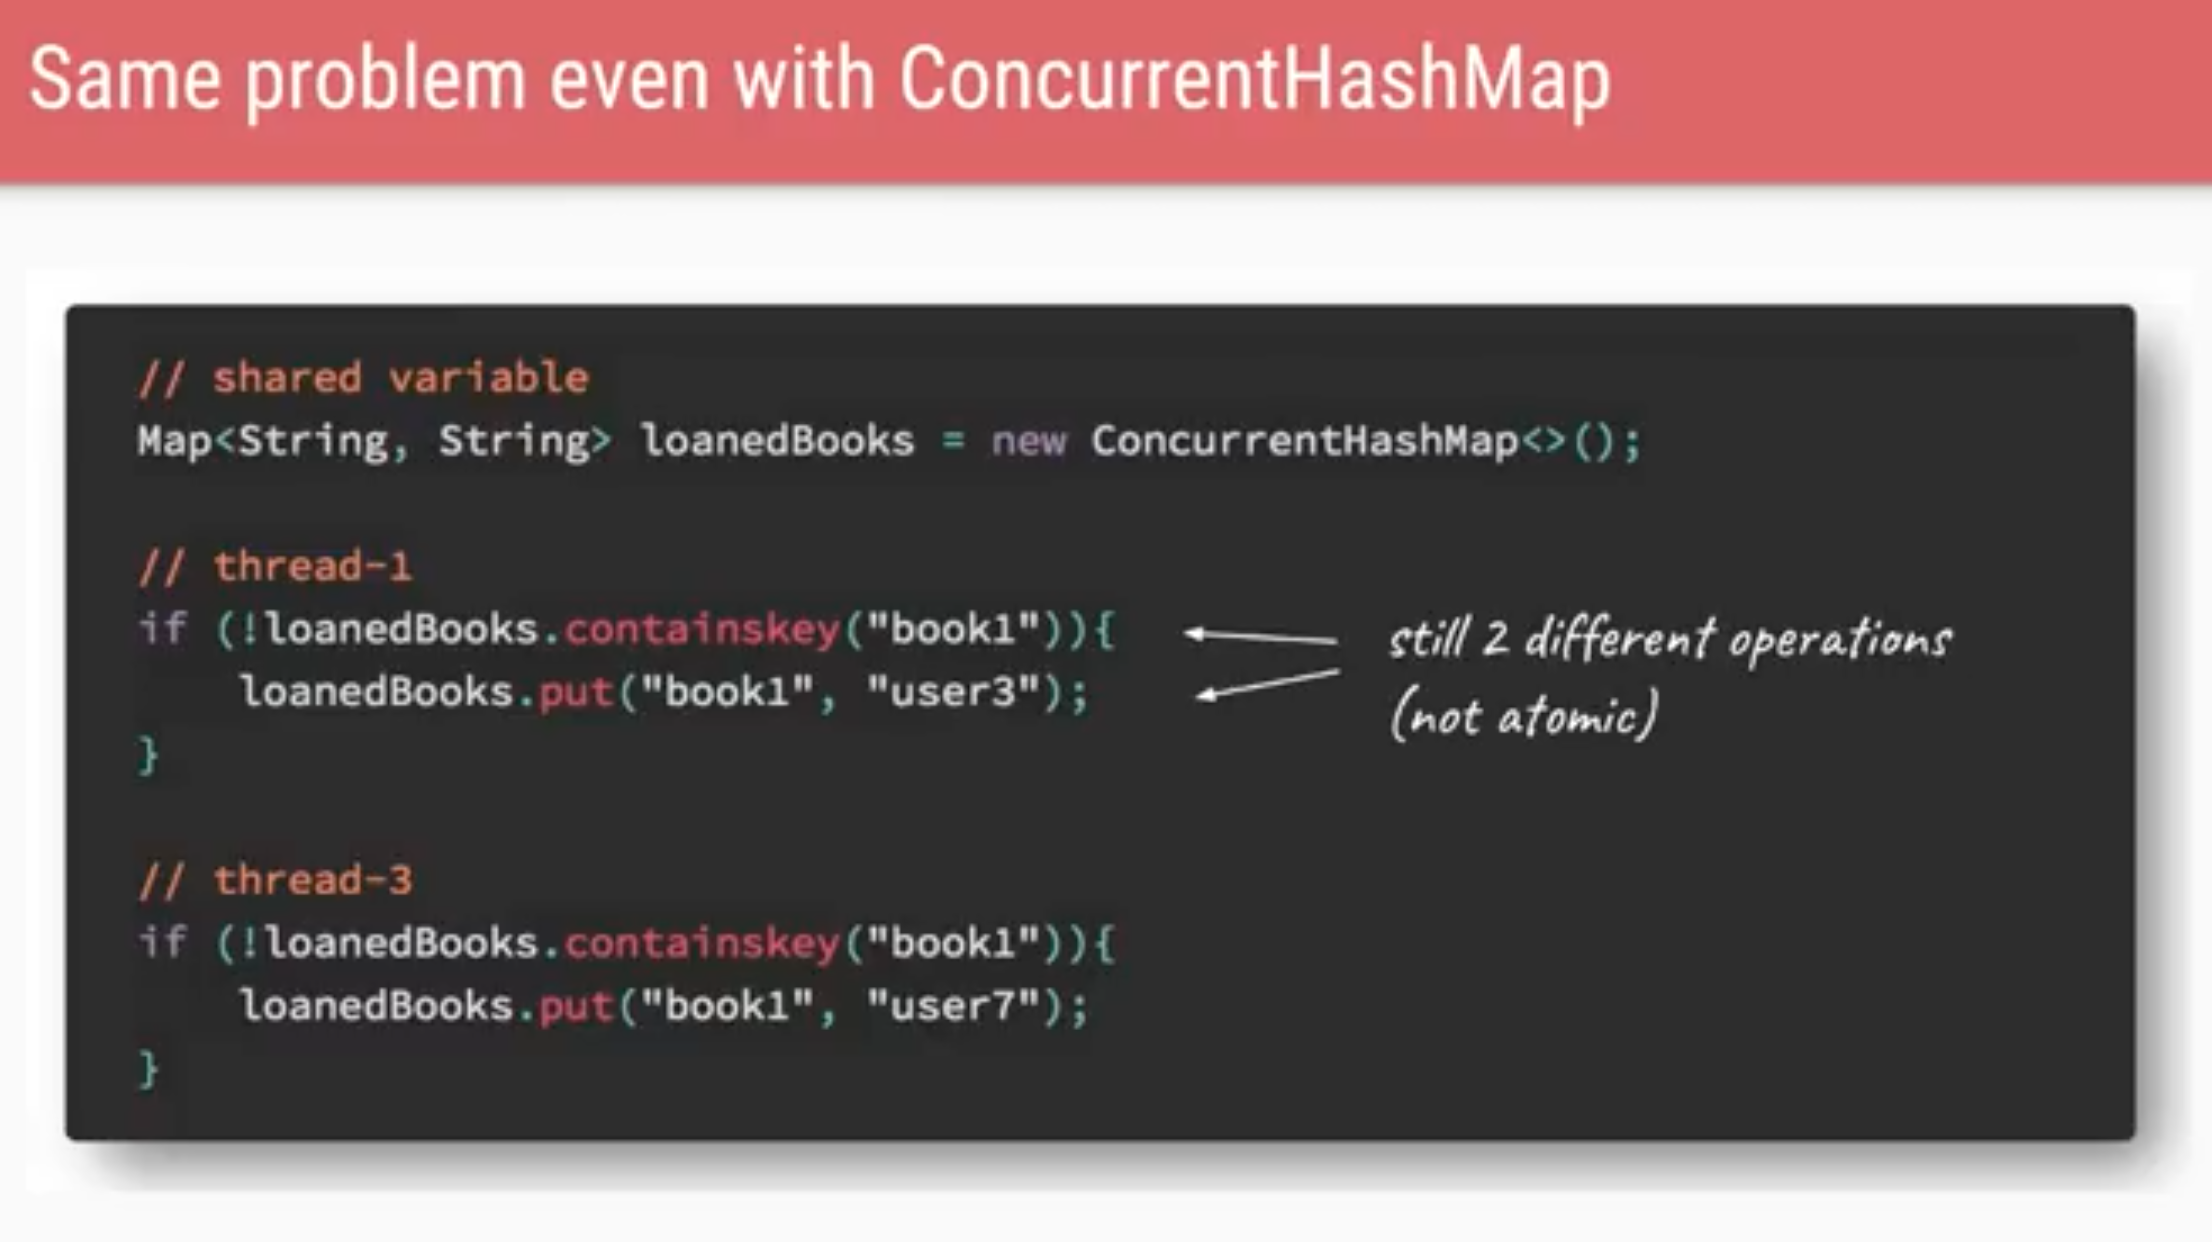 Same problem even with ConcurrentHashMap
// shared variable
Map<String, String> loanedBooks = new ConcurrentHashMap<>();
// thread-1
if (!loanedBooks.containskey("book1")){
loanedBooks.put("book1", "user3");
}
still 2 different operations
(not atomic)
// thread-3
if (!loanedBooks.containskey("book1")){
loanedBooks.put("book1", "user7");
}